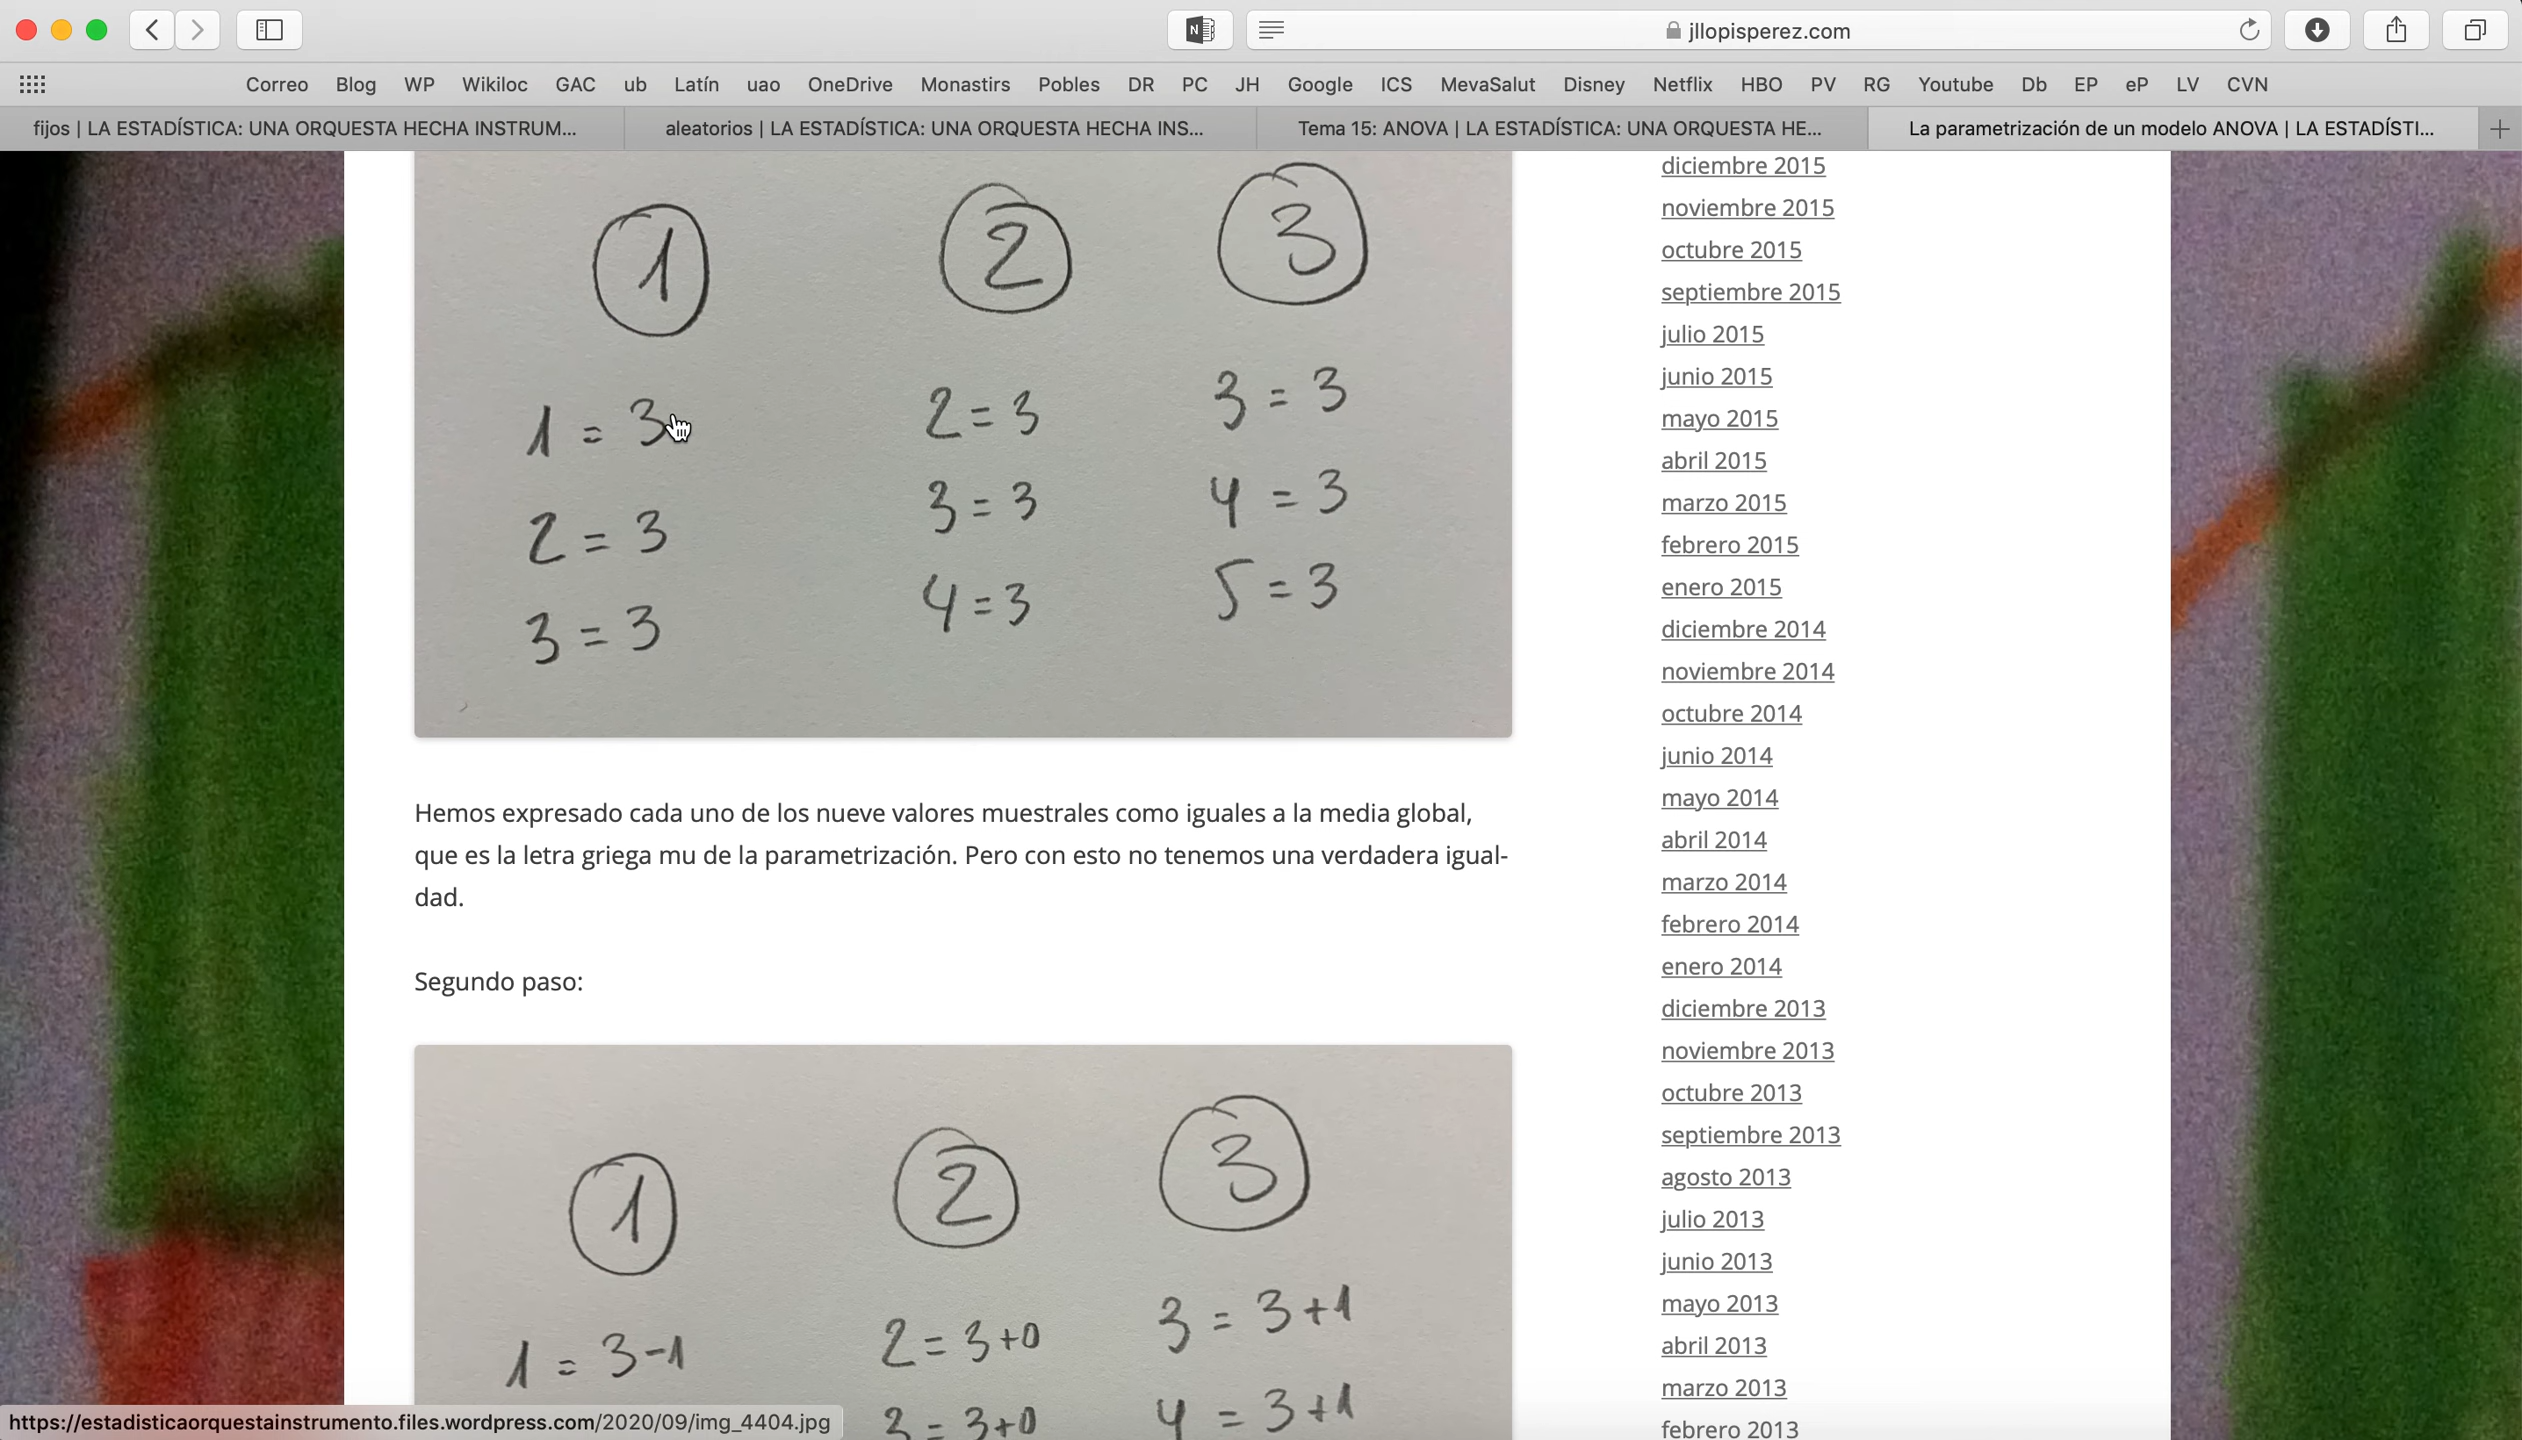 jllopisperez.com
Correo Blog WP Wikiloc GAC ub Latín uao OneDrive Monastirs Pobles DR PC JH Google ICS MevaSalut Disney Netflix HBO PV RG Youtube Db EP eP LV CVN
fijos | LA ESTADÍSTICA: UNA ORQUESTA HECHA INSTRUM...
aleatorios | LA ESTADÍSTICA: UNA ORQUESTA HECHA INS...
Tema 15: ANOVA | LA ESTADÍSTICA: UNA ORQUESTA HE...
La parametrización de un modelo ANOVA | LA ESTADÍSTI...
1 2 3
1 = 3 2 = 3 3 = 3
2 = 3 3 = 3 4 = 3
3 = 3 4 = 3 5 = 3
Hemos expresado cada uno de los nueve valores muestrales como iguales a la media global,
que es la letra griega mu de la parametrización. Pero con esto no tenemos una verdadera igual-
dad.
Segundo paso:
1 2 3
1 = 3-1 2 = 3+0 3 = 3+1
3 = 3+0 4 = 3+1
diciembre 2015
noviembre 2015
octubre 2015
septiembre 2015
julio 2015
junio 2015
mayo 2015
abril 2015
marzo 2015
febrero 2015
enero 2015
diciembre 2014
noviembre 2014
octubre 2014
junio 2014
mayo 2014
abril 2014
marzo 2014
febrero 2014
enero 2014
diciembre 2013
noviembre 2013
octubre 2013
septiembre 2013
agosto 2013
julio 2013
junio 2013
mayo 2013
abril 2013
marzo 2013
febrero 2013
https://estadisticaorquestainstrumento.files.wordpress.com/2020/09/img_4404.jpg